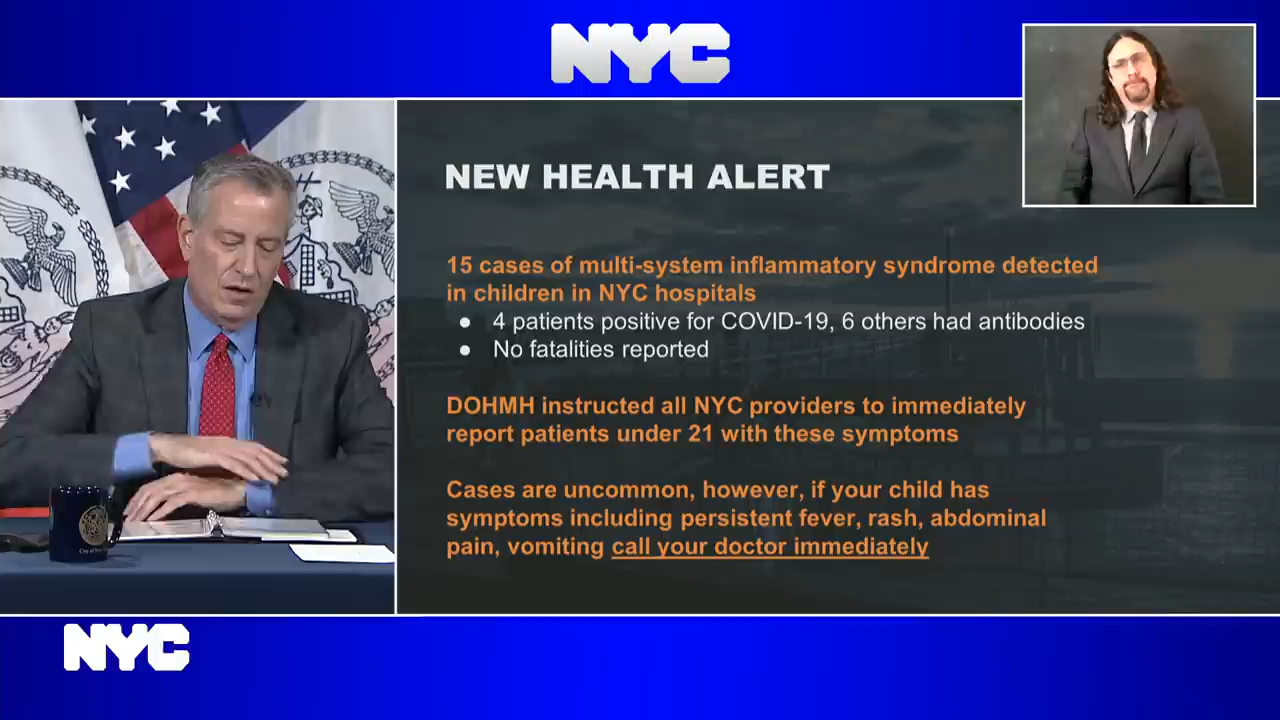 NYC
NEW HEALTH ALERT
15 cases of multi-system inflammatory syndrome detected
in children in NYC hospitals
● 4 patients positive for COVID-19, 6 others had antibodies
● No fatalities reported
DOHMH instructed all NYC providers to immediately
report patients under 21 with these symptoms
Cases are uncommon, however, if your child has
symptoms including persistent fever, rash, abdominal
pain, vomiting call your doctor immediately
NYC